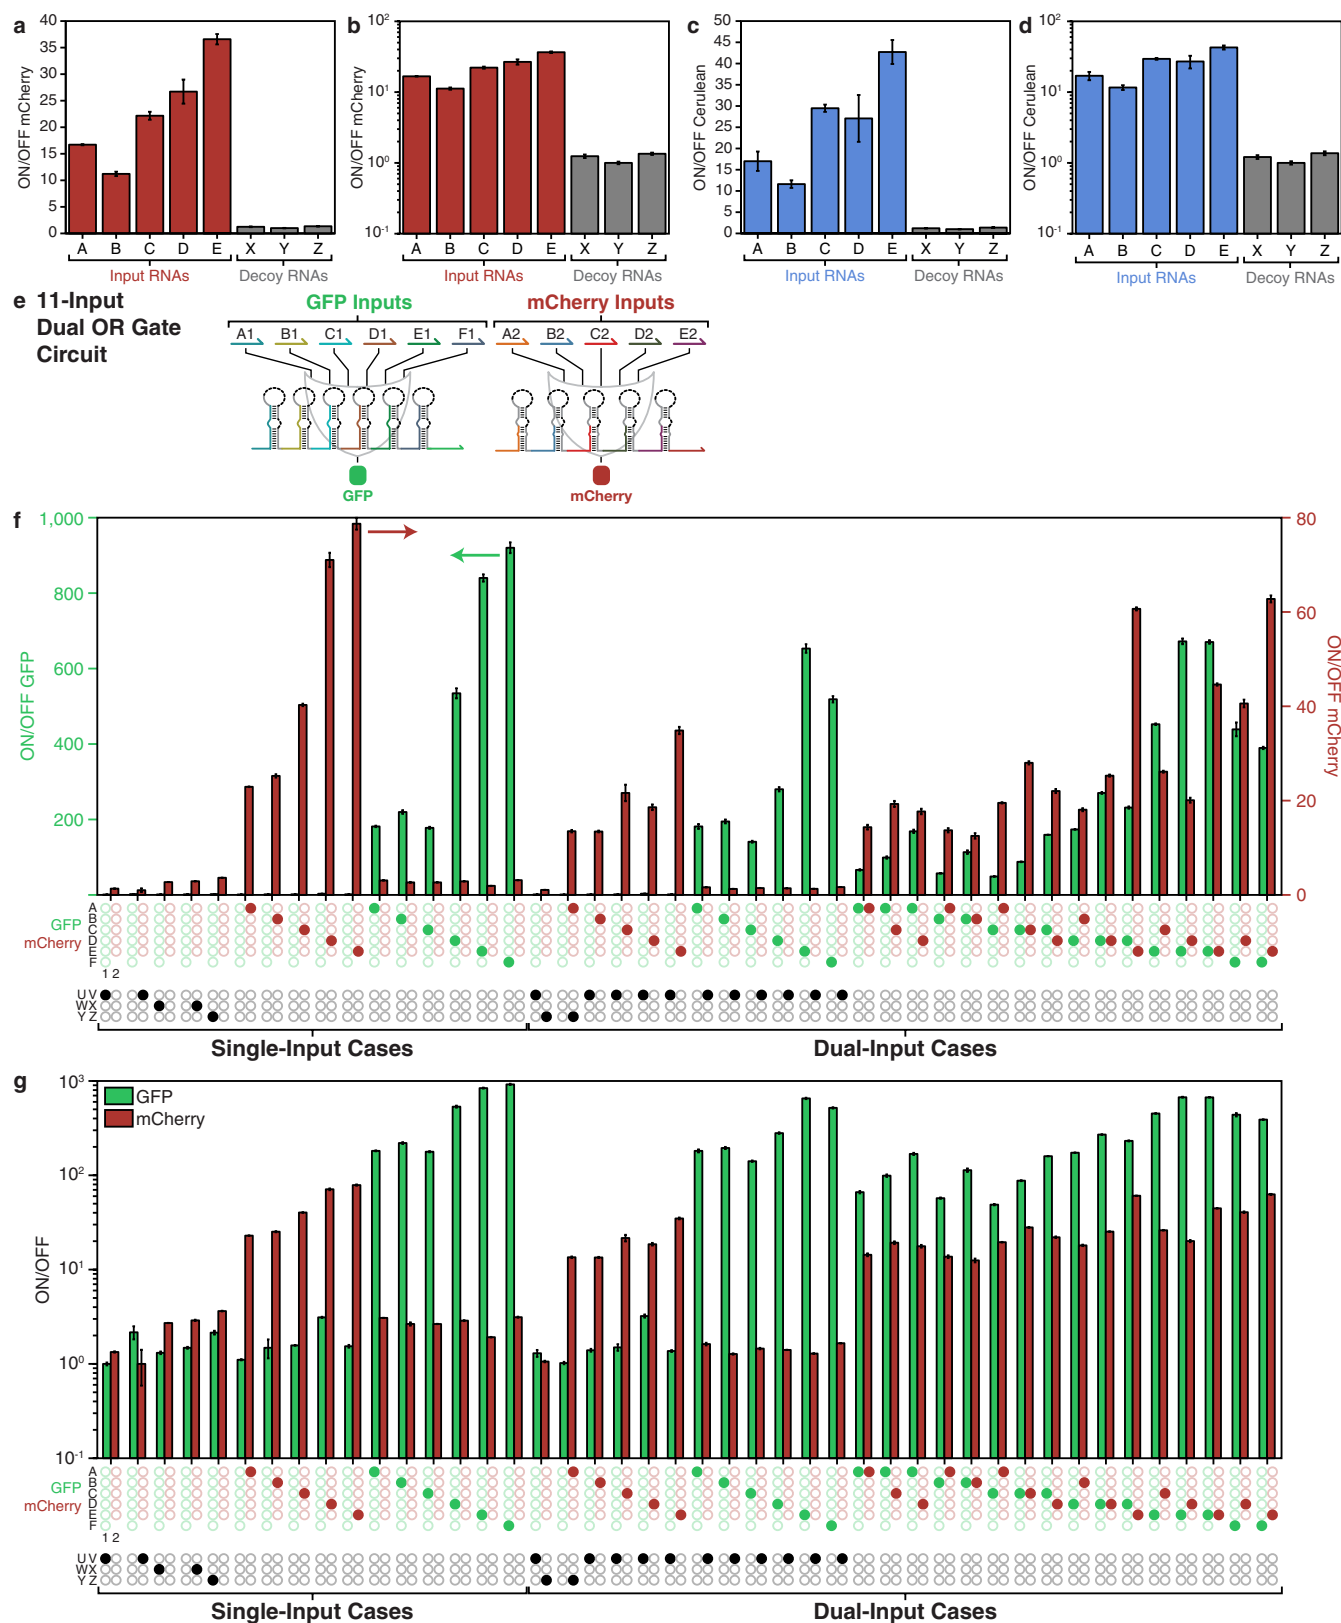 a
ON/OFF mCherry
40
35
30
25
20
15
10
5
0
A B C D E X Y Z
Input RNAs Decoy RNAs
b
ON/OFF mCherry
10²
10¹
10⁰
10⁻¹
A B C D E X Y Z
Input RNAs Decoy RNAs
c
ON/OFF Cerulean
50
45
40
35
30
25
20
15
10
5
0
A B C D E X Y Z
Input RNAs Decoy RNAs
d
ON/OFF Cerulean
10²
10¹
10⁰
10⁻¹
A B C D E X Y Z
Input RNAs Decoy RNAs
e 11-Input
Dual OR Gate
Circuit
GFP Inputs
A1 B1 C1 D1 E1 F1
GFP
mCherry Inputs
A2 B2 C2 D2 E2
mCherry
f
ON/OFF GFP
1,000
800
600
400
200
ON/OFF mCherry
80
60
40
20
0
GFP
mCherry
A
B
C
D
E
F
1 2
U V
W X
Y Z
Single-Input Cases Dual-Input Cases
g
GFP
mCherry
ON/OFF
10³
10²
10¹
10⁰
10⁻¹
GFP
mCherry
A
B
C
D
E
F
1 2
U V
W X
Y Z
Single-Input Cases Dual-Input Cases